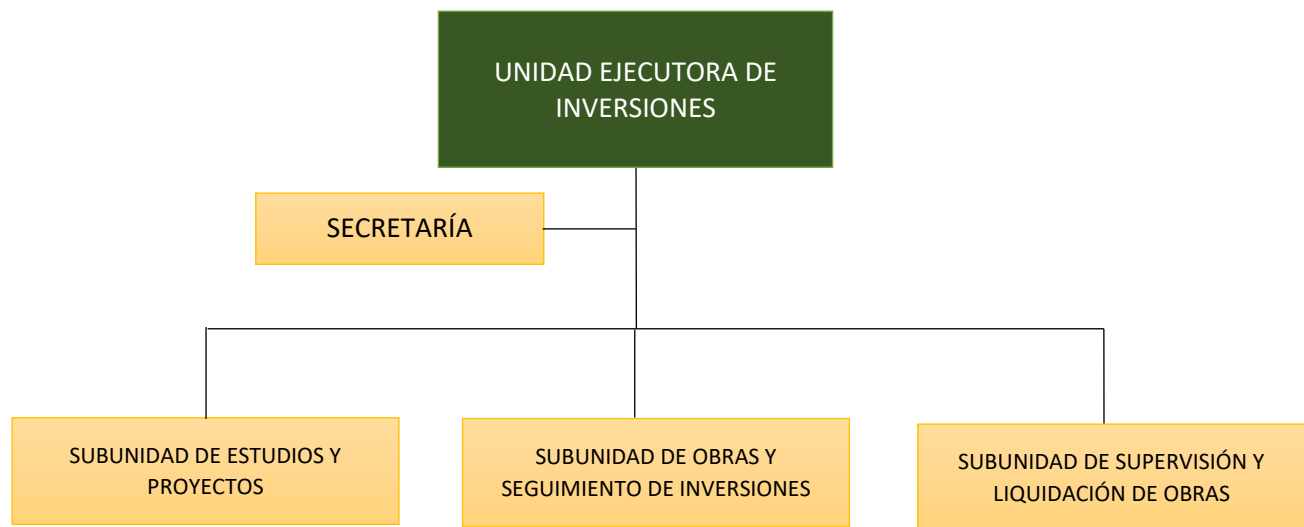 UNIDAD EJECUTORA DE
INVERSIONES
SECRETARÍA
SUBUNIDAD DE ESTUDIOS Y
PROYECTOS
SUBUNIDAD DE OBRAS Y
SEGUIMIENTO DE INVERSIONES
SUBUNIDAD DE SUPERVISIÓN Y
LIQUIDACIÓN DE OBRAS